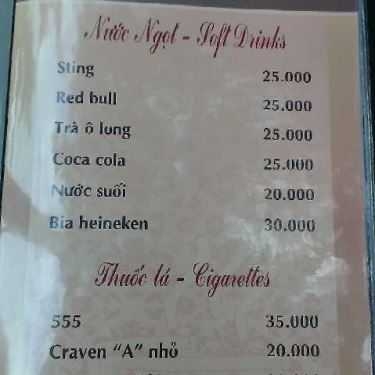 Nước Ngọt - Soft Drinks
Sting 25.000
Red bull 25.000
Trà ô lung 25.000
Coca cola 25.000
Nước suối 20.000
Bia heineken 30.000
Thuốc lá - Cigarettes
555 35.000
Craven "A" nhỏ 20.000